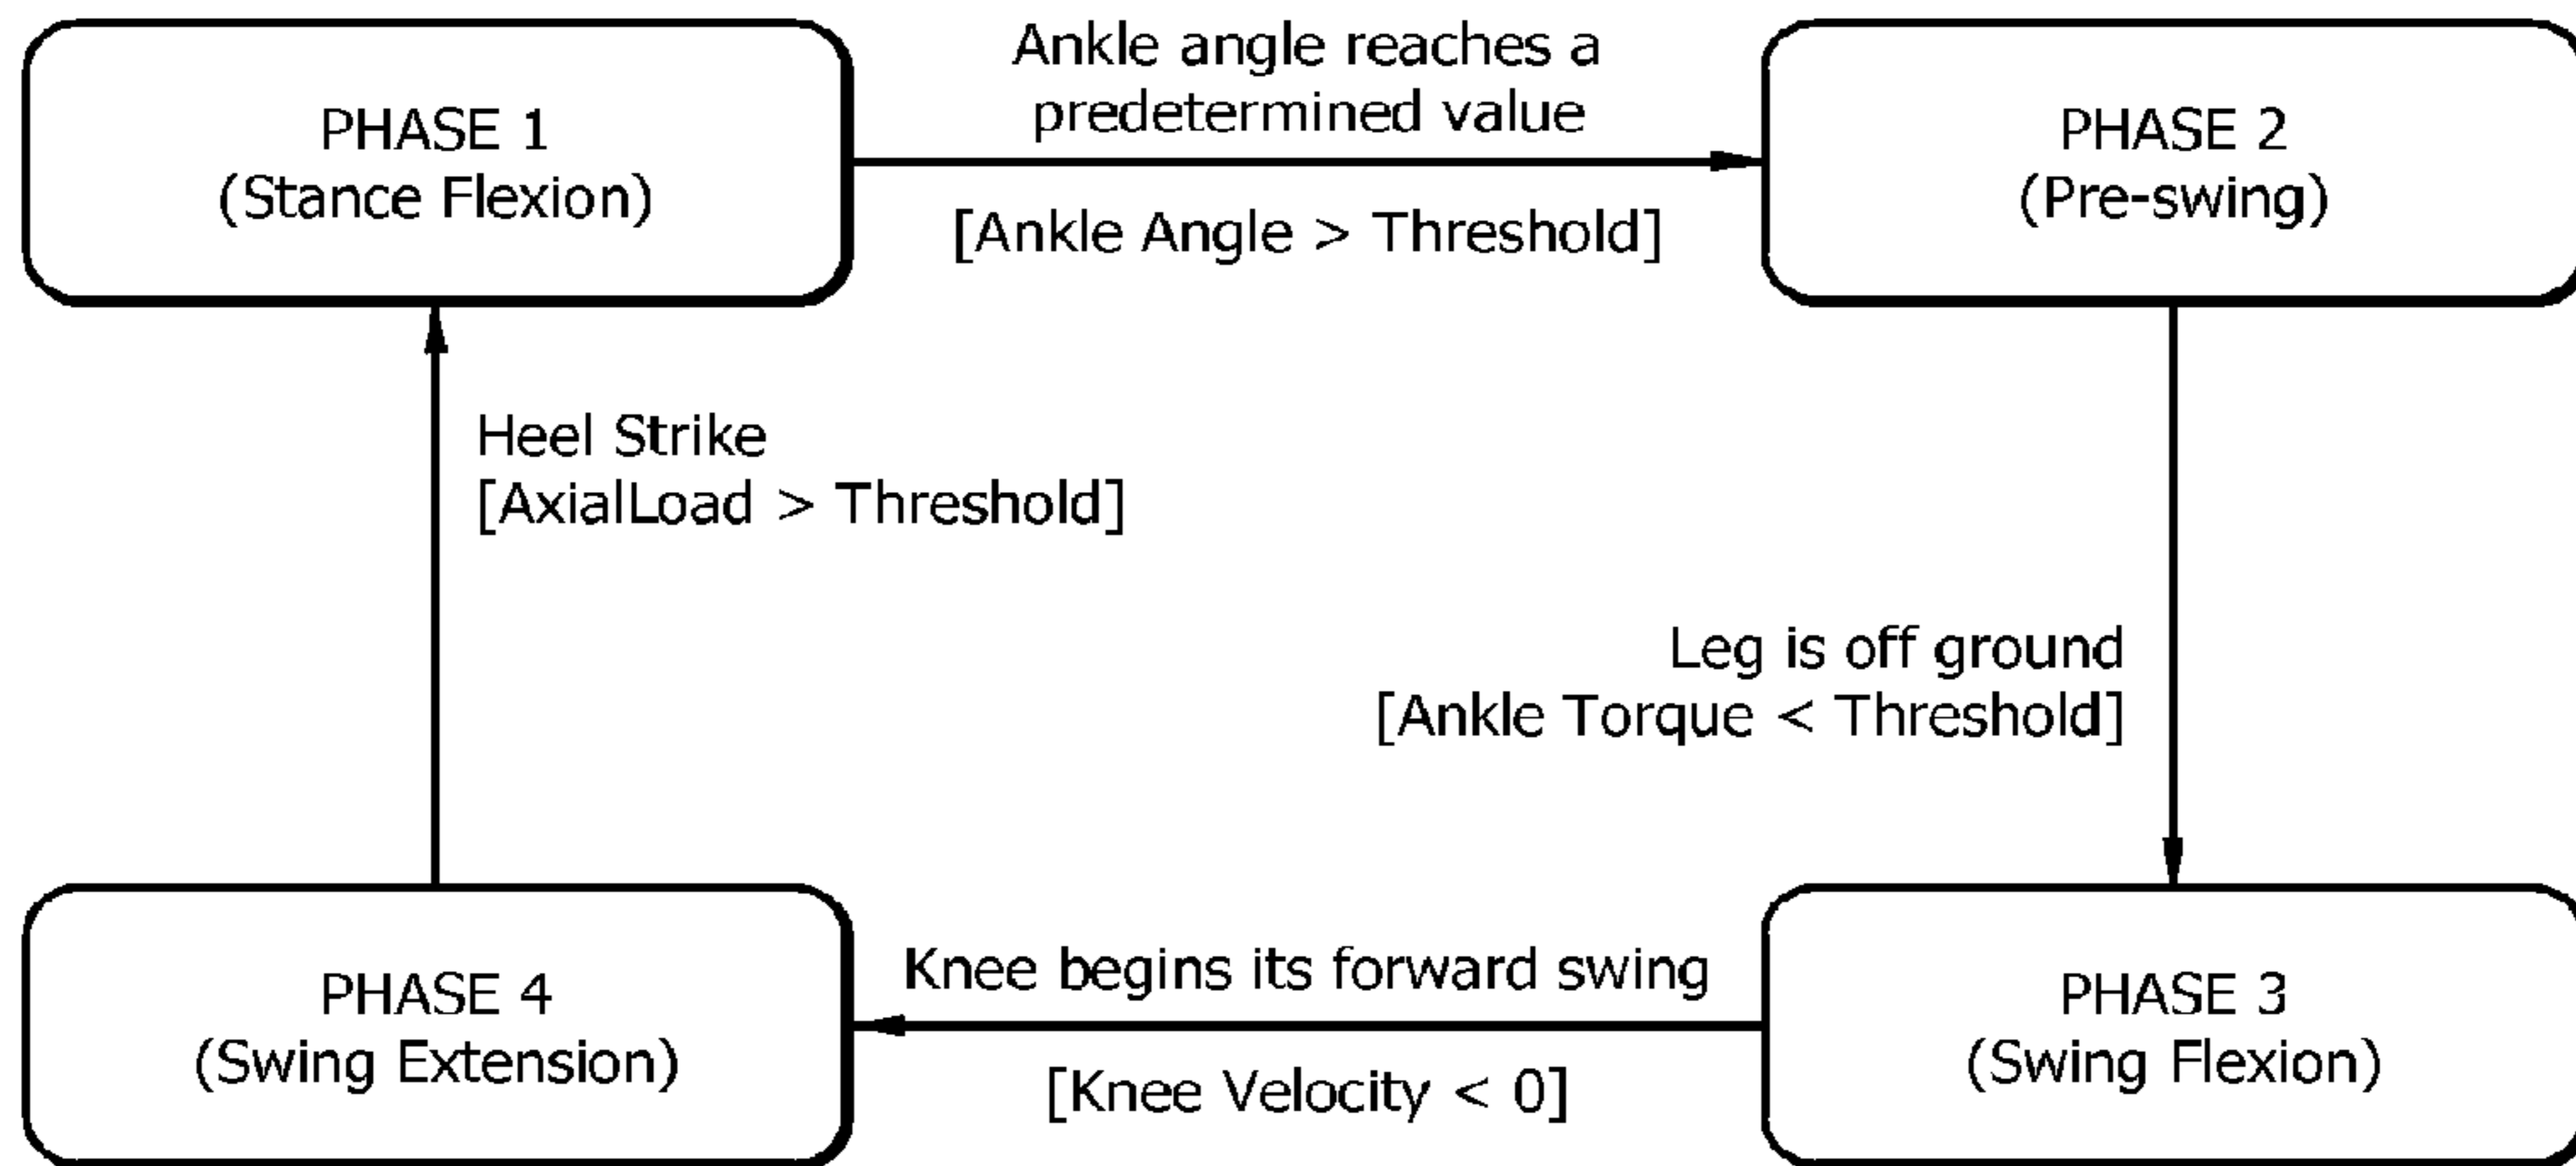 PHASE 1
(Stance Flexion)
Ankle angle reaches a
predetermined value
[Ankle Angle > Threshold]
PHASE 2
(Pre-swing)
Heel Strike
[AxialLoad > Threshold]
Leg is off ground
[Ankle Torque < Threshold]
PHASE 4
(Swing Extension)
Knee begins its forward swing
[Knee Velocity < 0]
PHASE 3
(Swing Flexion)